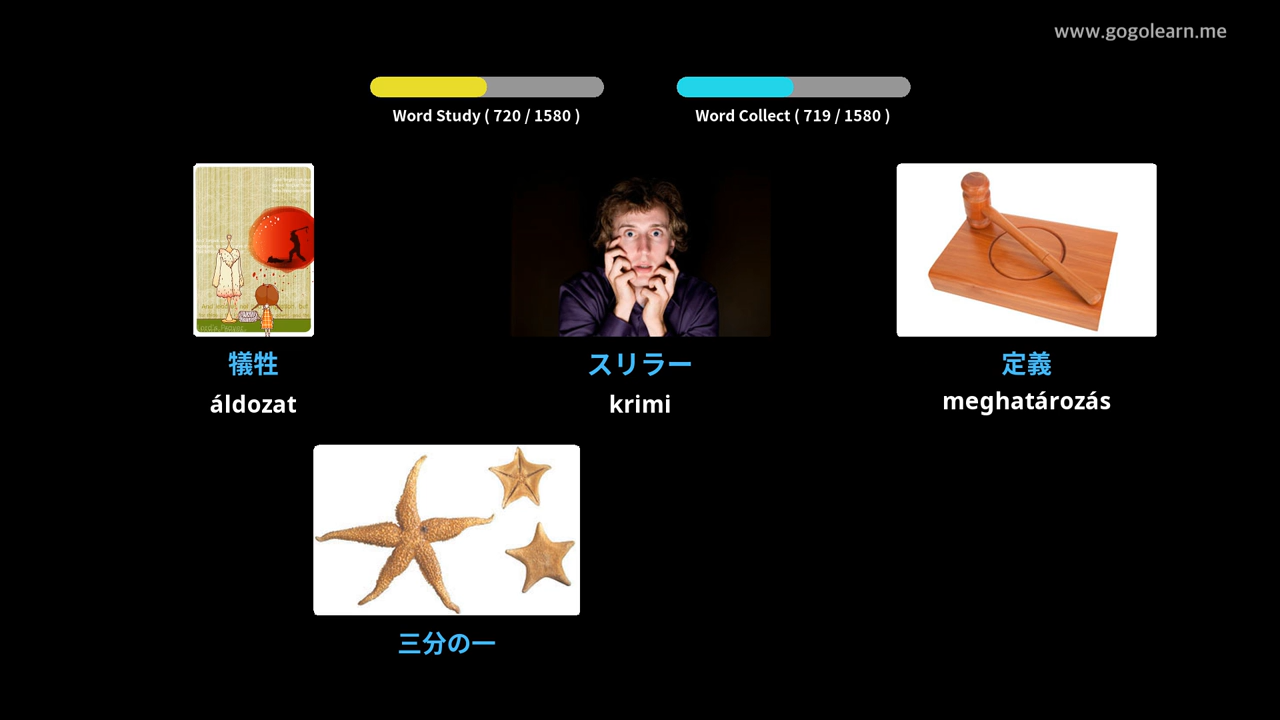 www.gogolearn.me
Word Study ( 720 / 1580 )
Word Collect ( 719 / 1580 )
犠牲
スリラー
定義
áldozat
krimi
meghatározás
三分の一